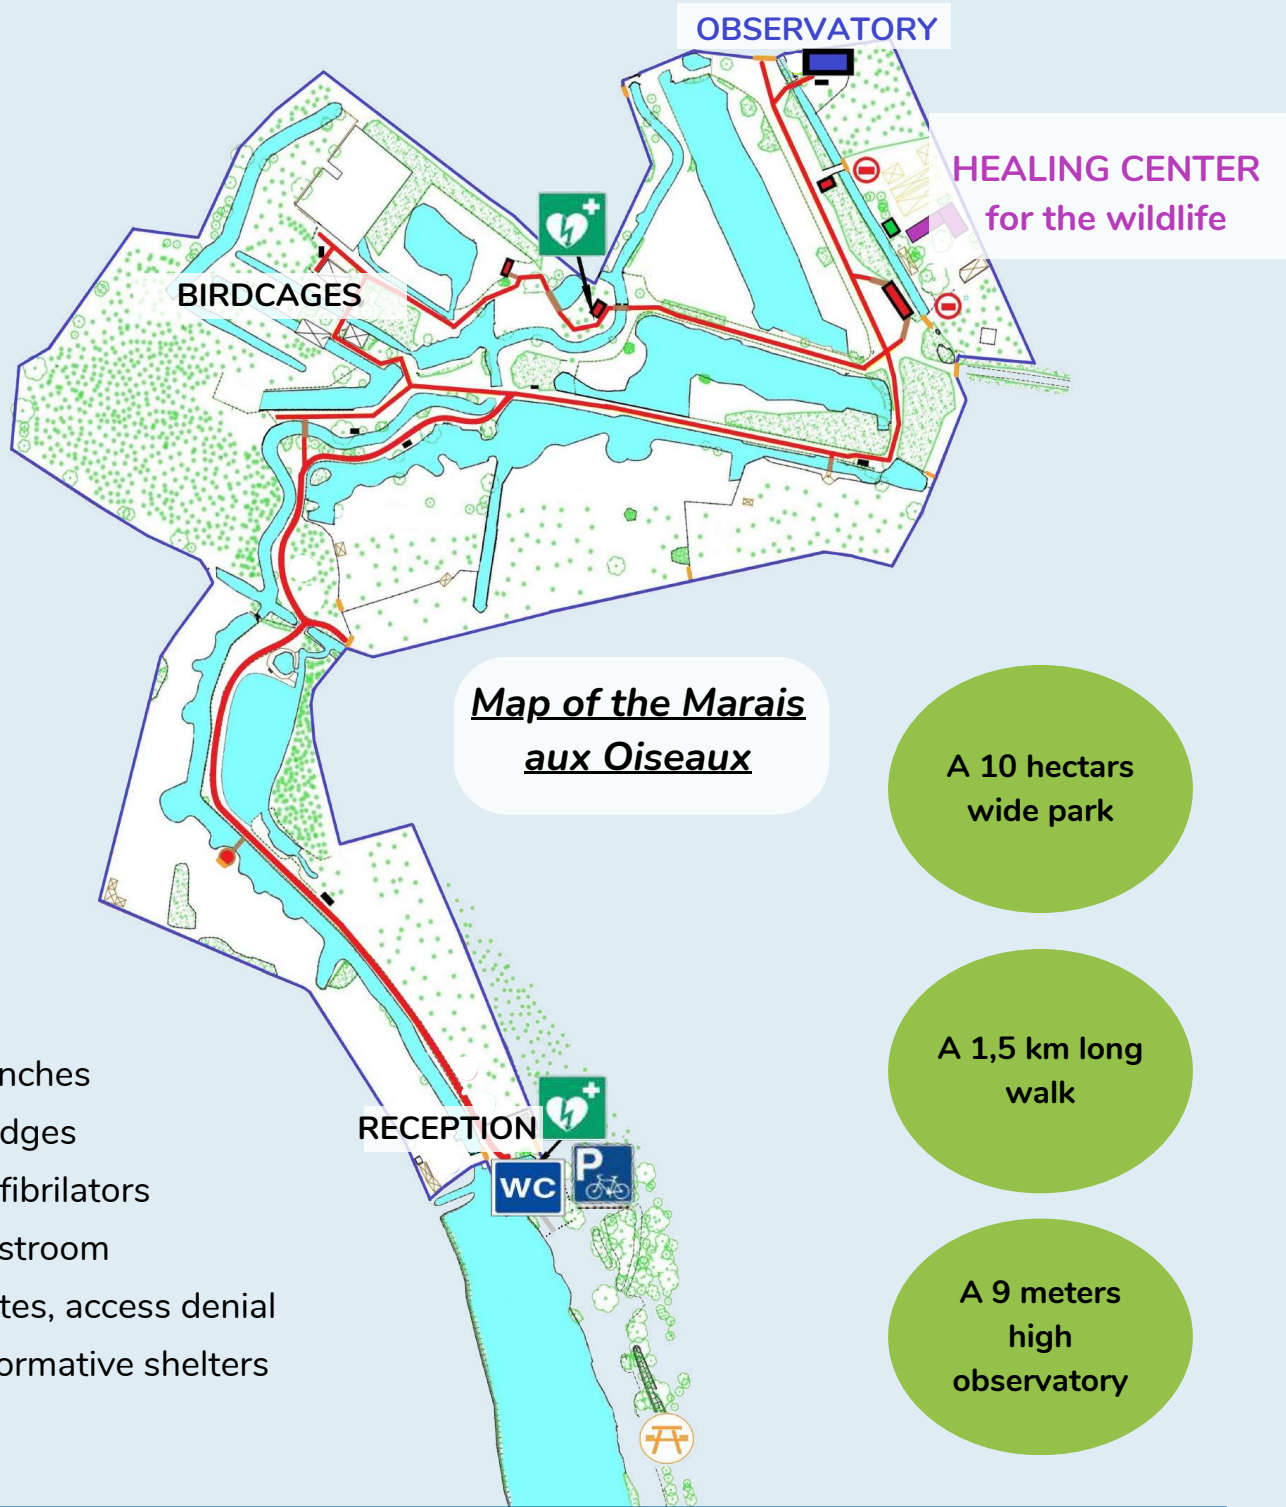 OBSERVATORY
HEALING CENTER
for the wildlife
BIRDCAGES
Map of the Marais
aux Oiseaux
A 10 hectars
wide park
A 1,5 km long
walk
A 9 meters
high
observatory
RECEPTION
WC
P
nches
dges
fibrilators
stroom
tes, access denial
ormative shelters